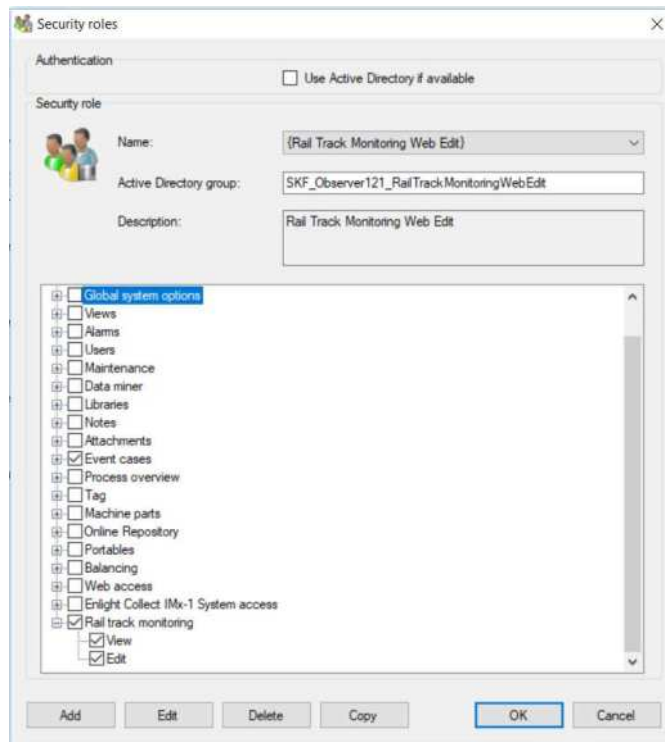 Security roles
Authentication
Use Active Directory if available
Security role
Name:
{Rail Track Monitoring Web Edit}
Active Directory group:
SKF_Observer121_RailTrackMonitoringWebEdit
Description:
Rail Track Monitoring Web Edit
Global system options
Views
Alarms
Users
Maintenance
Data miner
Libraries
Notes
Attachments
Event cases
Process overview
Tag
Machine parts
Online Repository
Portables
Balancing
Web access
Enlight Collect IMx-1 System access
Rail track monitoring
View
Edit
Add Edit Delete Copy OK Cancel